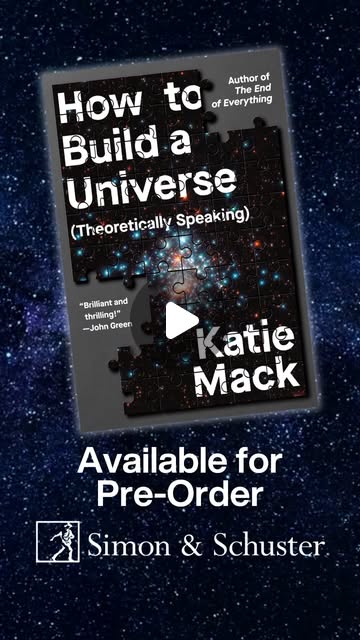 Author of
The End
of Everything
How to
Build a
Universe
(Theoretically Speaking)
“Brilliant and
thrilling!”
—John Green
Katie
Mack
Available for
Pre-Order
Simon & Schuster